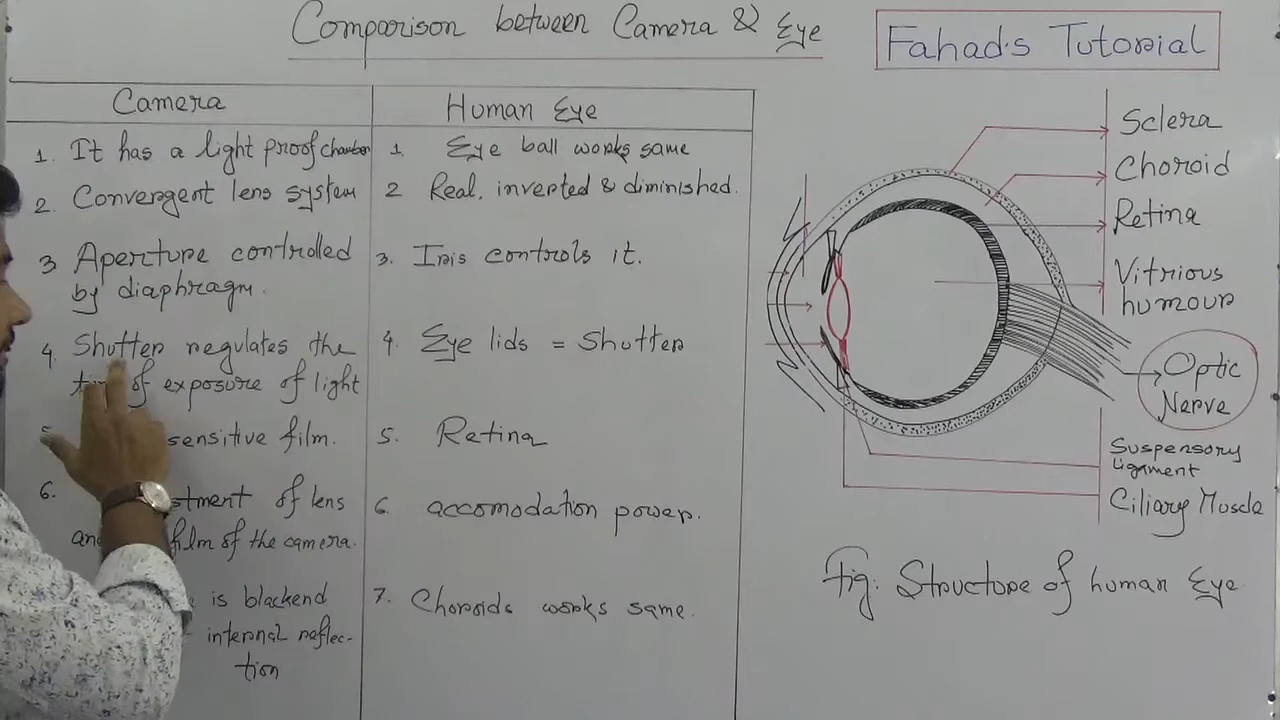 Comparison between Camera & Eye
Fahad's Tutorial
Camera
1. It has a light proof chamber
2. Convergent lens system
3 Aperture controlled
by diaphragm.
4. Shutter regulates the
of exposure of light
5. sensitive film.
6. of lens
film of the camera.
is blackend
internal reflec-
tion
Human Eye
1. Eye ball works same
2 Real, inverted & diminished.
3. Iris controls it.
4. Eye lids = Shutter
5. Retina
6. accomodation power.
7. Choroids works same.
Sclera
Choroid
Retina
Vitrious
humour
Optic
Nerve
Suspensory
ligament
Ciliary Muscle
Fig: Structure of human Eye